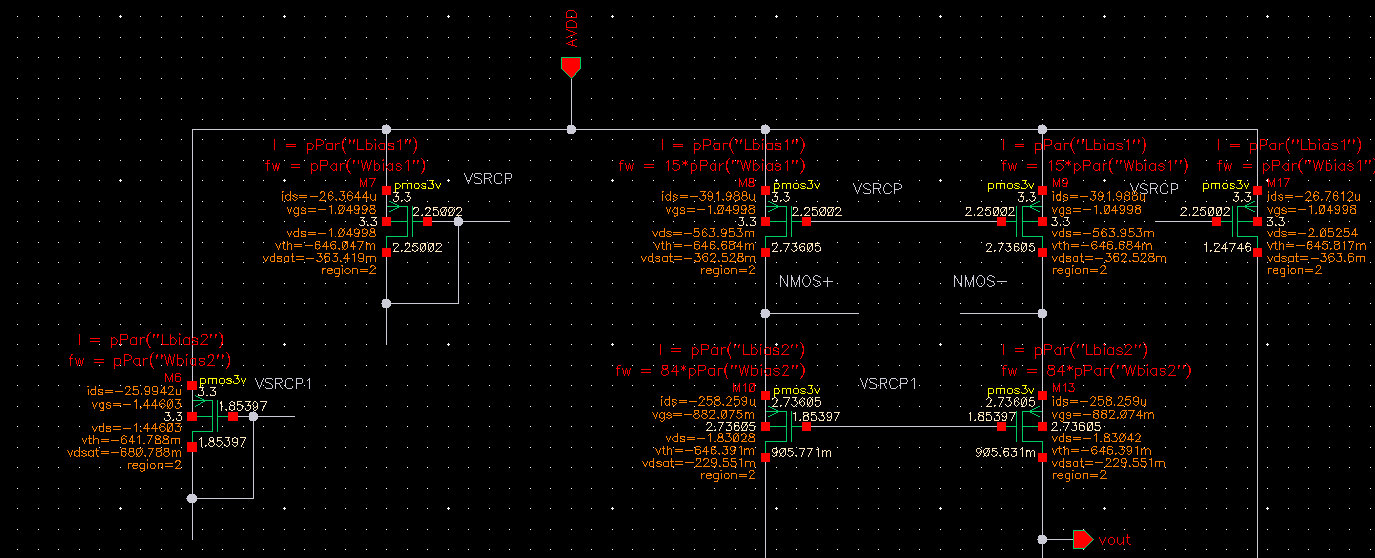 AVDD
l = pPar("Lbias1")
fw = pPar("Wbias1")
M7
pmos3v
3.3
ids=-26.3644u
vgs=-1.04998
2.25002
3.3
vds=-1.04998
vth=-646.047m
2.25002
vdsat=-363.419m
region=2
VSRCP
l = pPar("Lbias1")
fw = 15*pPar("Wbias1")
M8
pmos3v
3.3
ids=-391.988u
vgs=-1.04998
2.25002
3.3
vds=-563.953m
vth=-646.684m
2.73605
vdsat=-362.528m
region=2
VSRCP
l = pPar("Lbias1")
fw = 15*pPar("Wbias1")
M9
pmos3v
3.3
ids=-391.988u
vgs=-1.04998
2.25002
3.3
vds=-563.953m
vth=-646.684m
2.73605
vdsat=-362.528m
region=2
VSRCP
l = pPar("Lbias1")
fw = pPar("Wbias1")
M17
pmos3v
3.3
ids=-26.7612u
vgs=-1.04998
2.25002
3.3
vds=-2.05254
vth=-645.817m
1.24746
vdsat=-363.6m
region=2
NMOS+
NMOS-
l = pPar("Lbias2")
fw = pPar("Wbias2")
M6
pmos3v
3.3
ids=-25.9942u
vgs=-1.44603
1.85397
3.3
vds=-1.44603
vth=-641.788m
1.85397
vdsat=-680.788m
region=2
VSRCP1
l = pPar("Lbias2")
fw = 84*pPar("Wbias2")
M10
pmos3v
2.73605
ids=-258.259u
vgs=-882.075m
1.85397
2.73605
vds=-1.83028
vth=-646.391m
905.771m
vdsat=-229.551m
region=2
VSRCP1
l = pPar("Lbias2")
fw = 84*pPar("Wbias2")
M13
pmos3v
2.73605
ids=-258.259u
vgs=-882.074m
1.85397
2.73605
vds=-1.83042
vth=-646.391m
905.631m
vdsat=-229.551m
region=2
vout